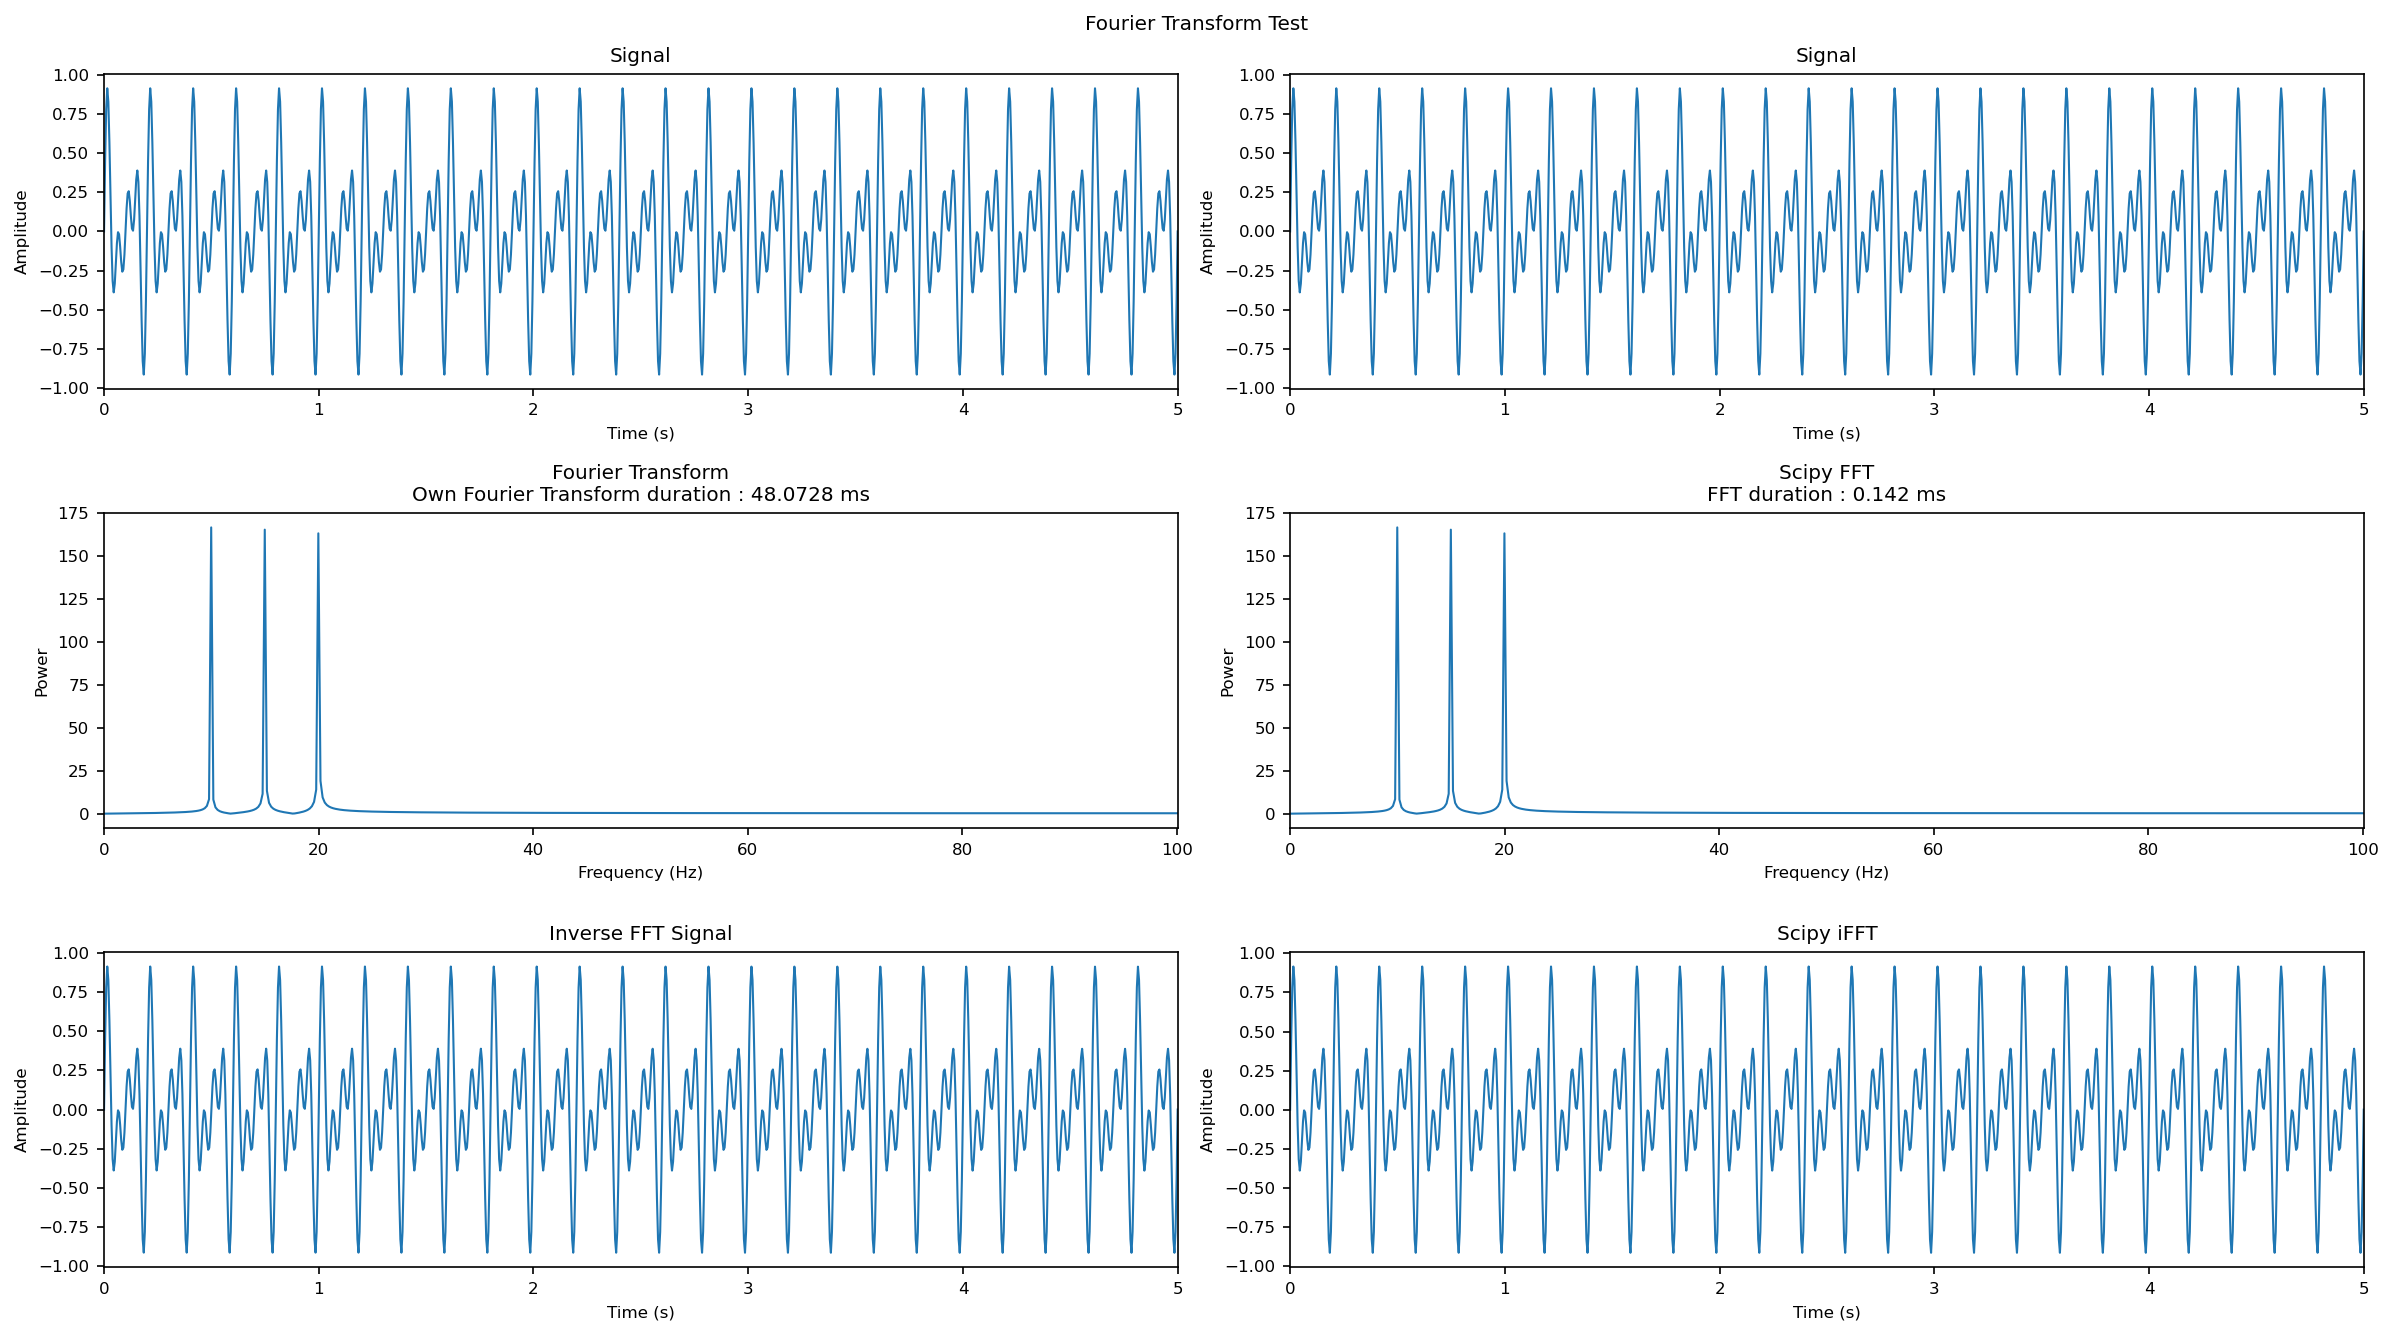 Fourier Transform Test
Signal
1.00
0.75
0.50
0.25
0.00
−0.25
−0.50
−0.75
−1.00
Amplitude
0 1 2 3 4 5
Time (s)
Signal
1.00
0.75
0.50
0.25
0.00
−0.25
−0.50
−0.75
−1.00
Amplitude
0 1 2 3 4 5
Time (s)
Fourier Transform
Own Fourier Transform duration : 48.0728 ms
175
150
125
100
75
50
25
0
Power
0 20 40 60 80 100
Frequency (Hz)
Scipy FFT
FFT duration : 0.142 ms
175
150
125
100
75
50
25
0
Power
0 20 40 60 80 100
Frequency (Hz)
Inverse FFT Signal
1.00
0.75
0.50
0.25
0.00
−0.25
−0.50
−0.75
−1.00
Amplitude
0 1 2 3 4 5
Time (s)
Scipy iFFT
1.00
0.75
0.50
0.25
0.00
−0.25
−0.50
−0.75
−1.00
Amplitude
0 1 2 3 4 5
Time (s)